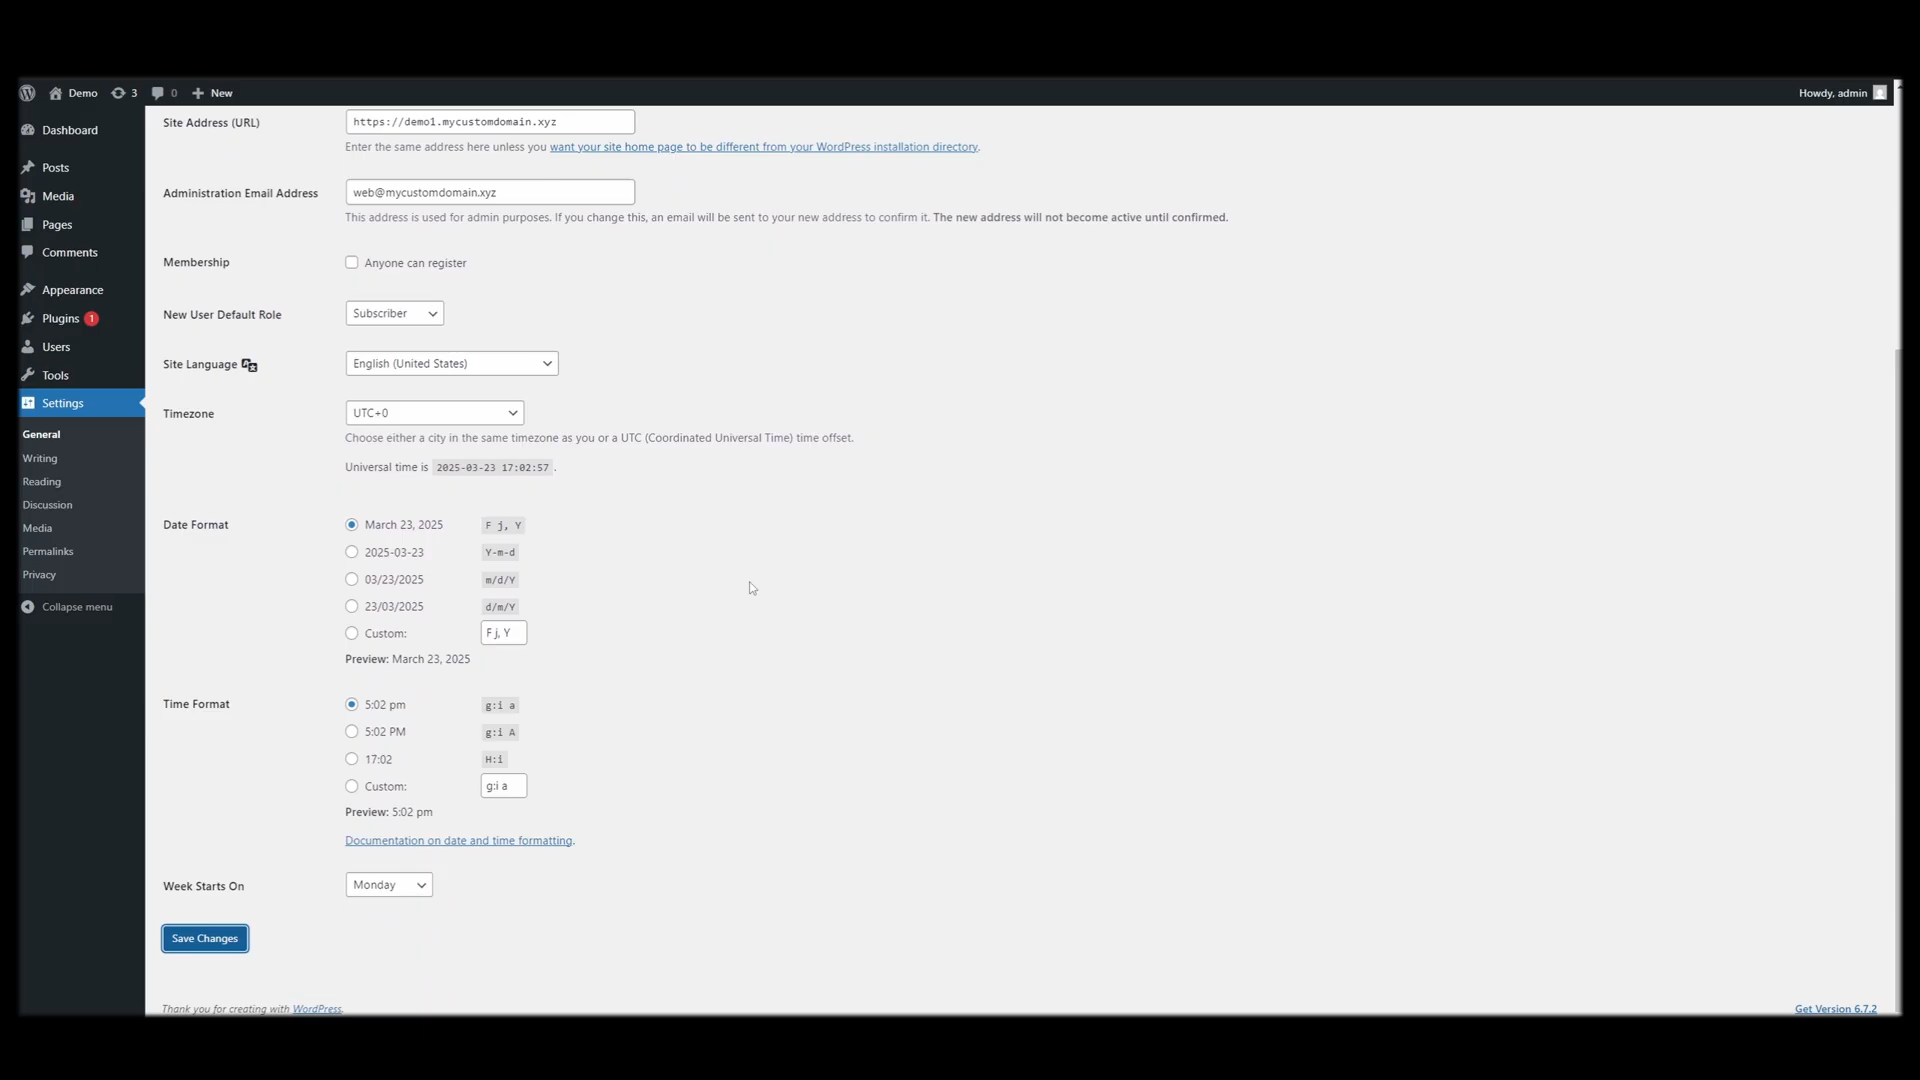 Demo 3 0 New Howdy, admin
Dashboard
Posts
Media
Pages
Comments
Appearance
Plugins 1
Users
Tools
Settings
General
Writing
Reading
Discussion
Media
Permalinks
Privacy
Collapse menu
Site Address (URL) https://demo1.mycustomdomain.xyz
Enter the same address here unless you want your site home page to be different from your WordPress installation directory.
Administration Email Address web@mycustomdomain.xyz
This address is used for admin purposes. If you change this, an email will be sent to your new address to confirm it. The new address will not become active until confirmed.
Membership Anyone can register
New User Default Role Subscriber
Site Language English (United States)
Timezone UTC+0
Choose either a city in the same timezone as you or a UTC (Coordinated Universal Time) time offset.
Universal time is 2025-03-23 17:02:57 .
Date Format March 23, 2025 F j, Y
2025-03-23 Y-m-d
03/23/2025 m/d/Y
23/03/2025 d/m/Y
Custom: F j, Y
Preview: March 23, 2025
Time Format 5:02 pm g:i a
5:02 PM g:i A
17:02 H:i
Custom: g:i a
Preview: 5:02 pm
Documentation on date and time formatting.
Week Starts On Monday
Save Changes
Thank you for creating with WordPress. Get Version 6.7.2